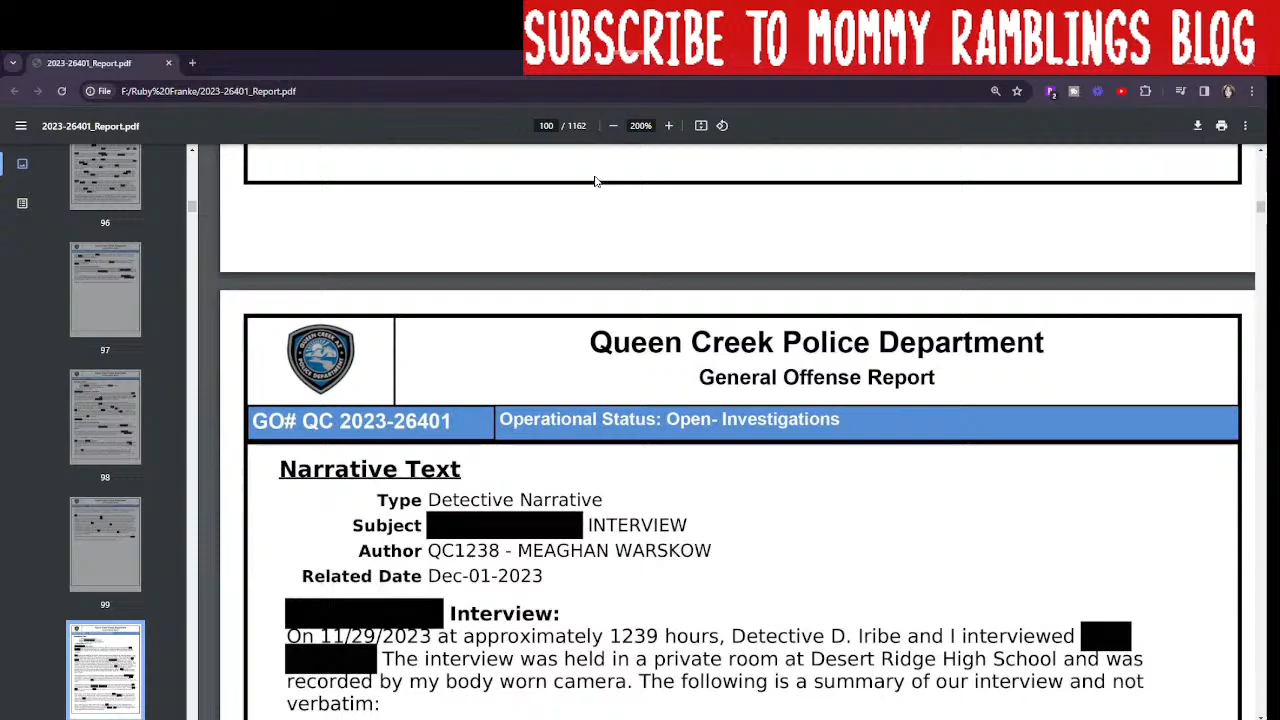 SUBSCRIBE TO MOMMY RAMBLINGS BLOG
2023-26401_Report.pdf
File F:/Ruby%20Franke/2023-26401_Report.pdf
2023-26401_Report.pdf 100 / 1162 200%
96
97
98
99
Queen Creek Police Department
General Offense Report
GO# QC 2023-26401 Operational Status: Open- Investigations
Narrative Text
Type Detective Narrative
Subject INTERVIEW
Author QC1238 - MEAGHAN WARSKOW
Related Date Dec-01-2023
Interview:
On 11/29/2023 at approximately 1239 hours, Detective D. Iribe and I interviewed
The interview was held in a private room at Desert Ridge High School and was
recorded by my body worn camera. The following is a summary of our interview and not
verbatim: